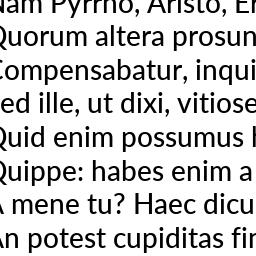 Nam Pyrrho, Aristo, Er
Quorum altera prosun
Compensabatur, inqui
Sed ille, ut dixi, vitiose
Quid enim possumus h
Quippe: habes enim a
A mene tu? Haec dicu
An potest cupiditas fin